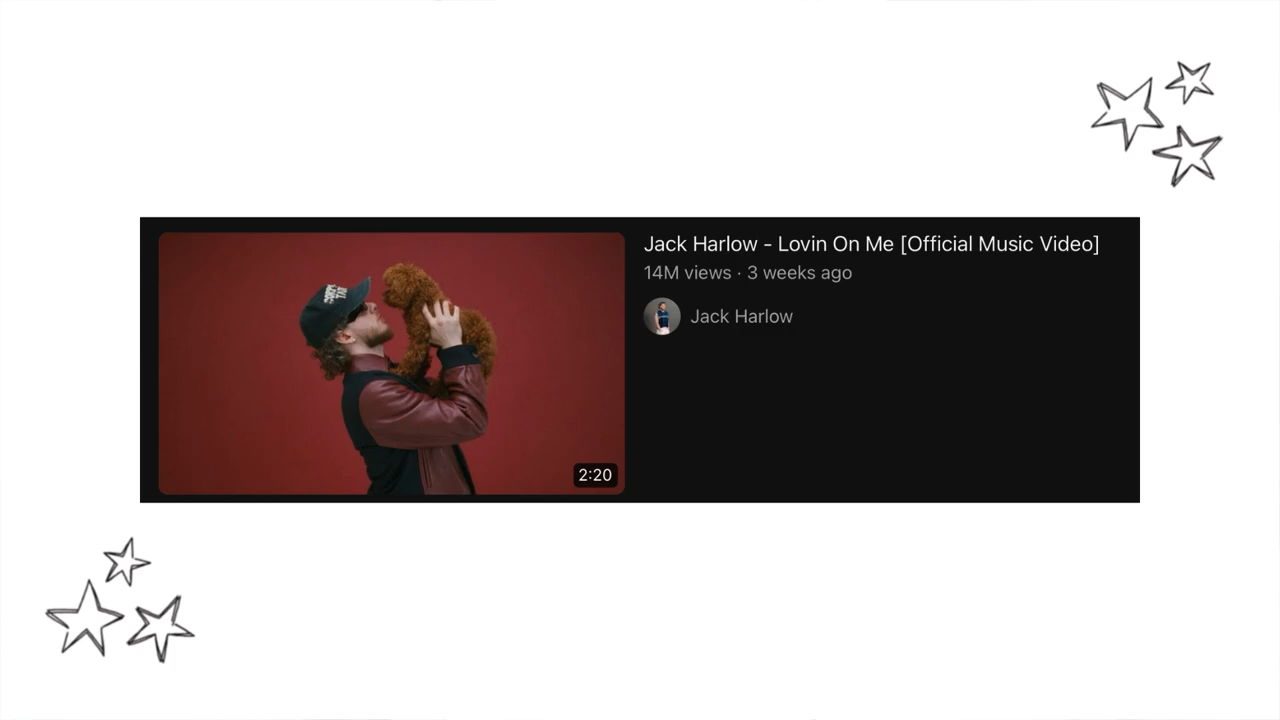 Jack Harlow - Lovin On Me [Official Music Video]
14M views · 3 weeks ago
Jack Harlow
2:20